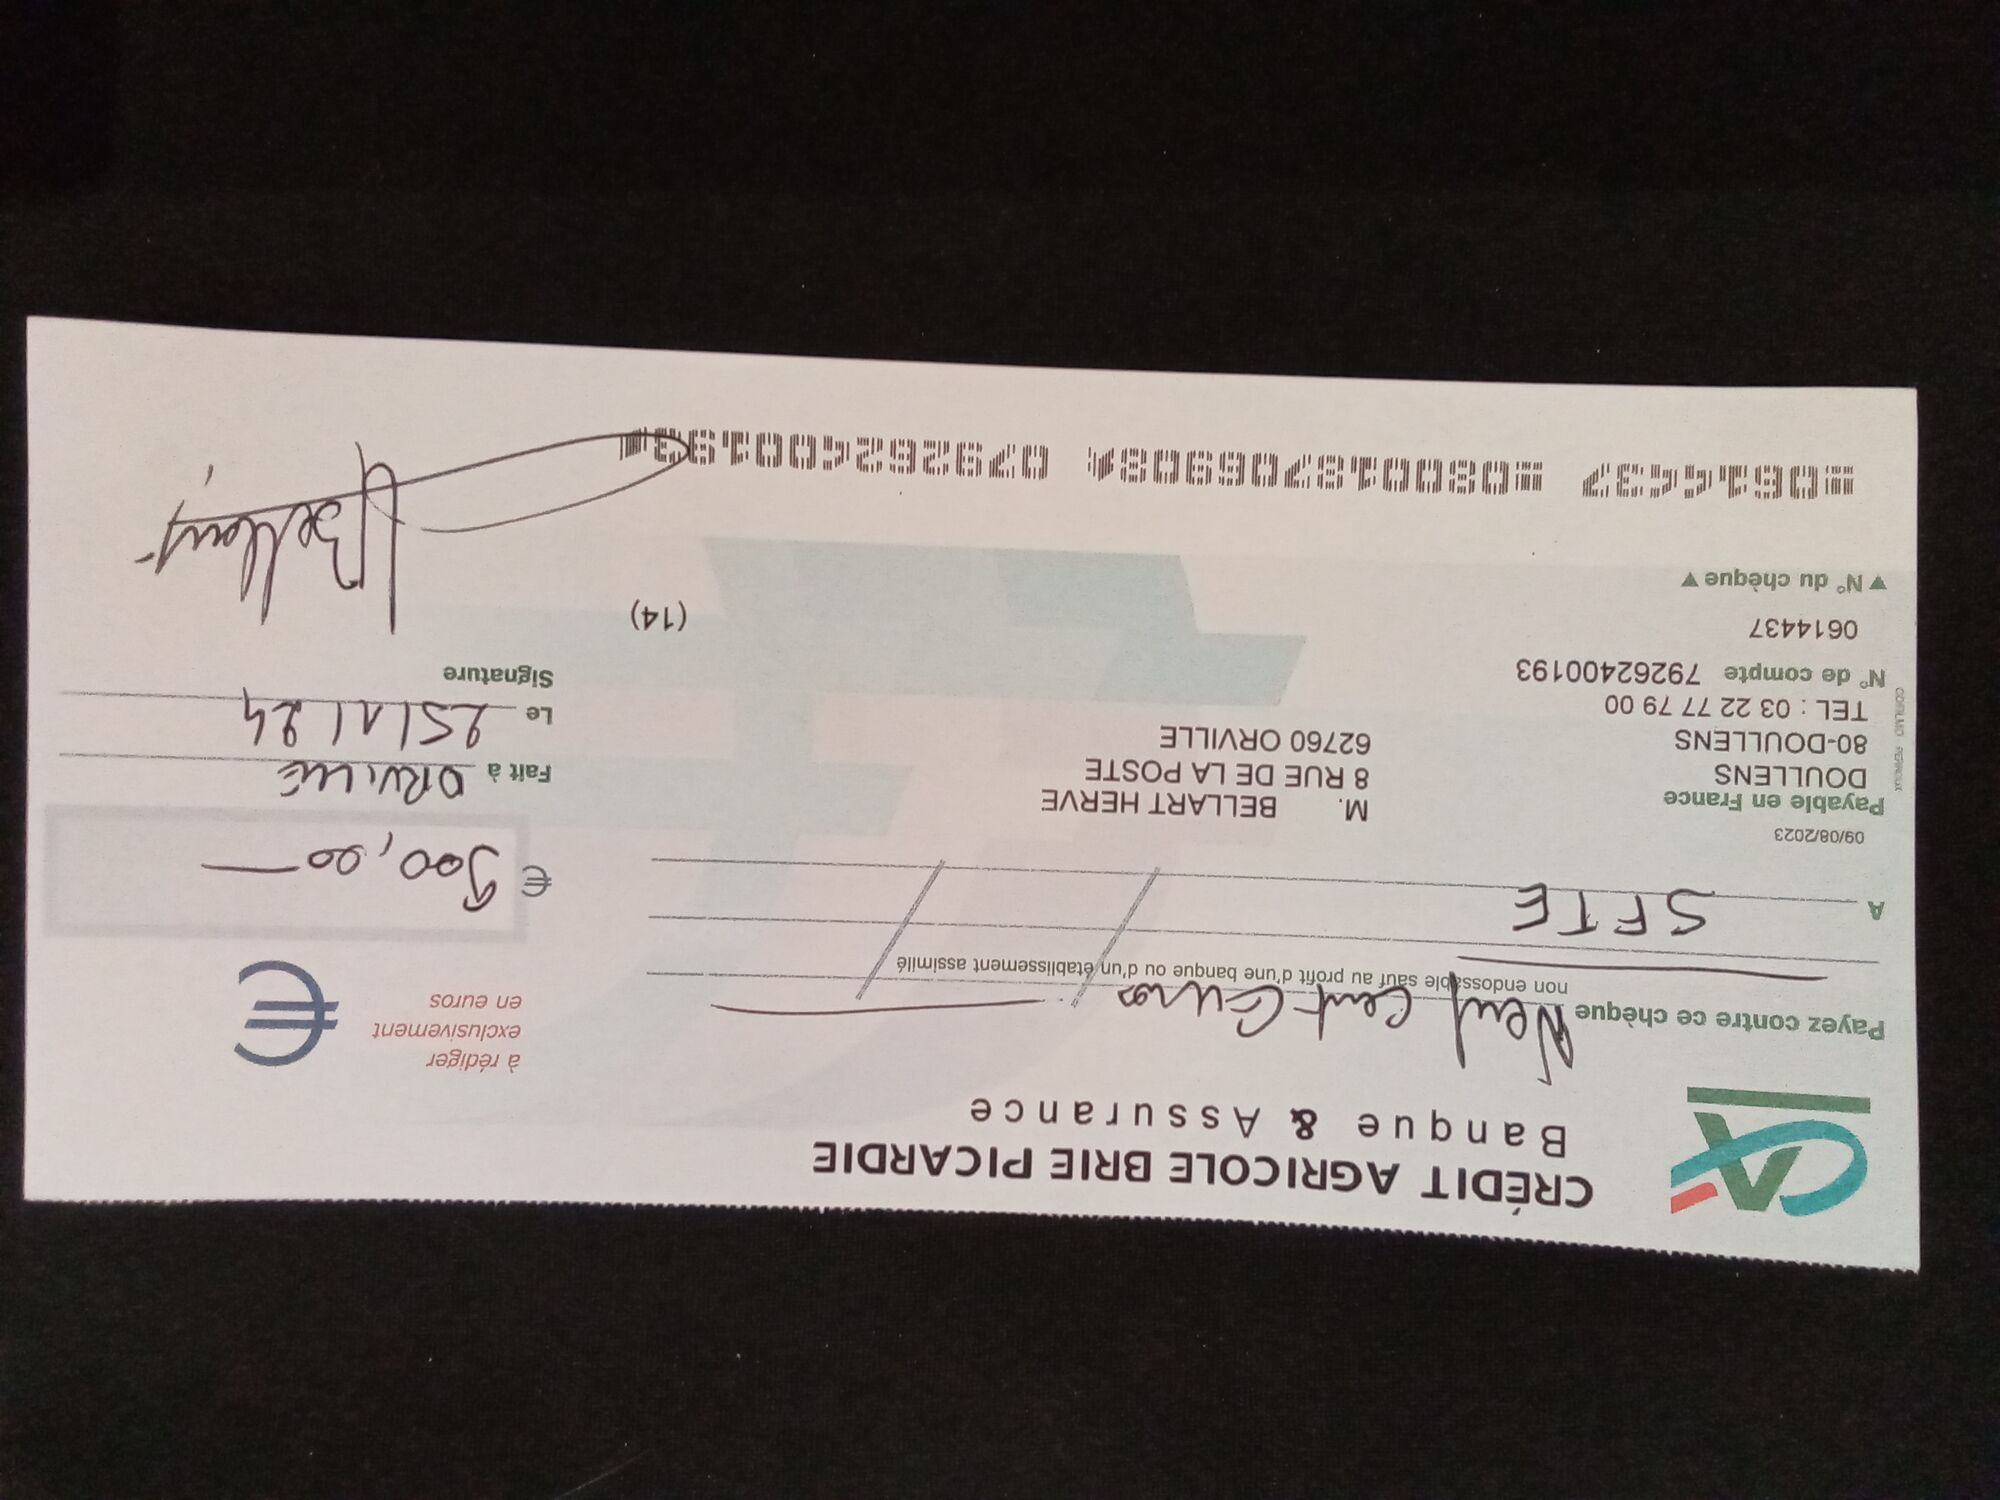 CRÉDIT AGRICOLE BRIE PICARDIE
Banque & Assurance
à rédiger
exclusivement
en euros
€
Payez contre ce chèque Neuf Cent Euros
non endossable sauf au profit d'une banque ou d'un établissement assimilé
A SFTE
€ 900,00
09/08/2023
Payable en France
DOULLENS
80-DOULLENS
TEL : 03 22 77 79 00
N° de compte 79262400193
0614437
▼ N° du chèque ▼
M. BELLART HERVE
8 RUE DE LA POSTE
62760 ORVILLE
Fait à ORVILLE
Le 25/1/24
Signature
(14)
Bellart
0614437 080018706908 079262400193